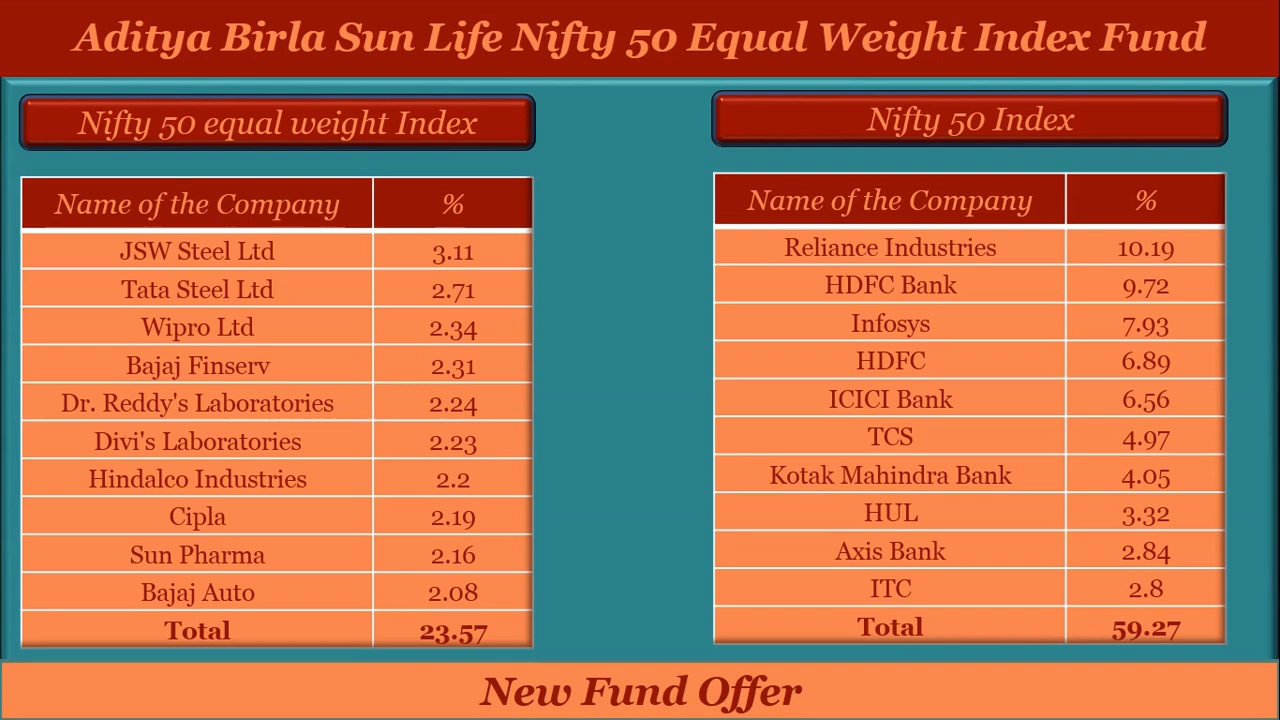 Aditya Birla Sun Life Nifty 50 Equal Weight Index Fund
Nifty 50 equal weight Index
Name of the Company %
JSW Steel Ltd 3.11
Tata Steel Ltd 2.71
Wipro Ltd 2.34
Bajaj Finserv 2.31
Dr. Reddy's Laboratories 2.24
Divi's Laboratories 2.23
Hindalco Industries 2.2
Cipla 2.19
Sun Pharma 2.16
Bajaj Auto 2.08
Total 23.57
Nifty 50 Index
Name of the Company %
Reliance Industries 10.19
HDFC Bank 9.72
Infosys 7.93
HDFC 6.89
ICICI Bank 6.56
TCS 4.97
Kotak Mahindra Bank 4.05
HUL 3.32
Axis Bank 2.84
ITC 2.8
Total 59.27
New Fund Offer